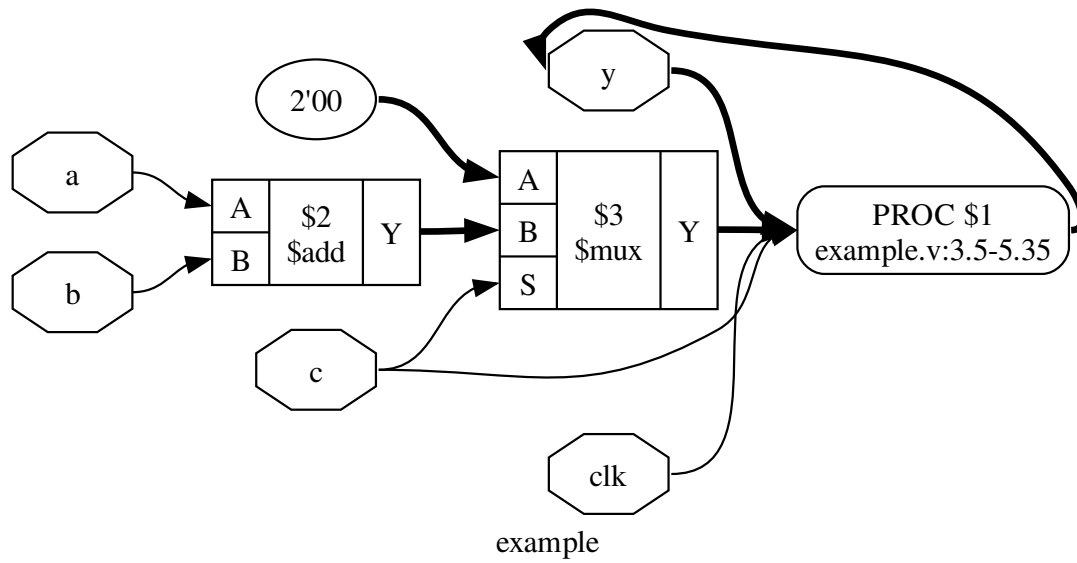 y
2'00
a
A
B
$2
$add
Y
b
A
B
S
$3
$mux
Y
PROC $1
example.v:3.5-5.35
c
clk
example